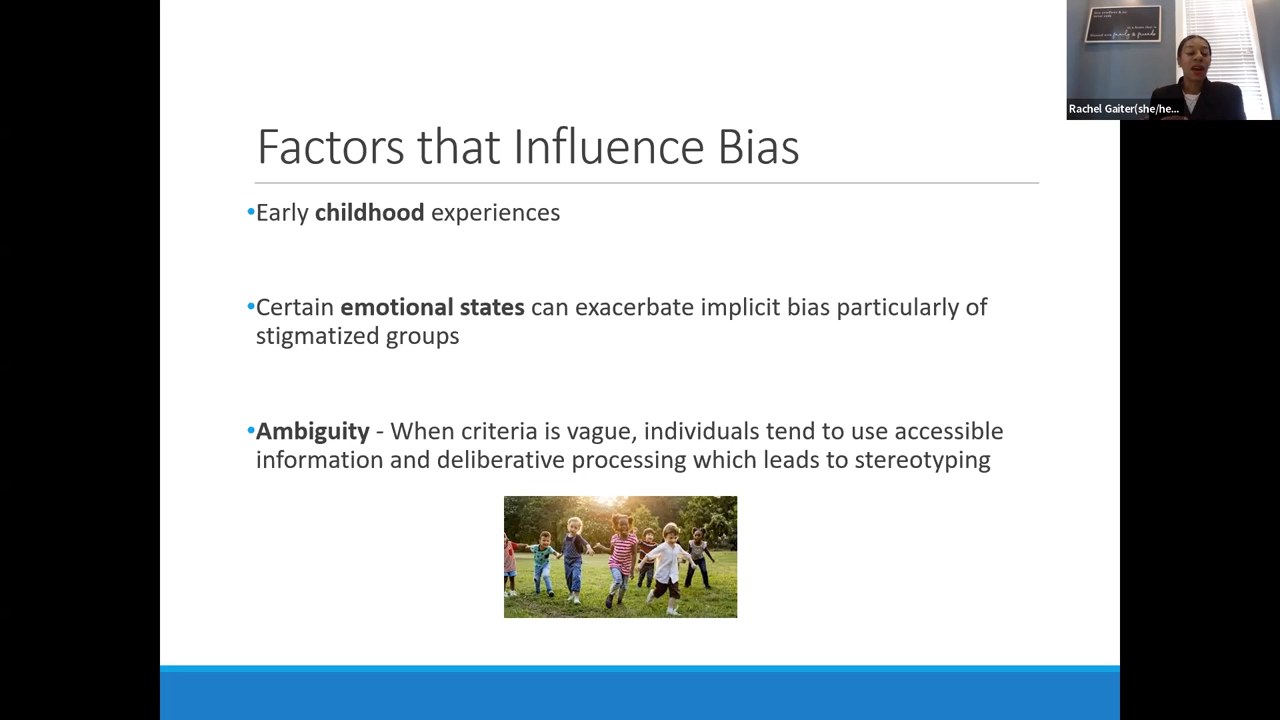 Factors that Influence Bias
•Early childhood experiences
•Certain emotional states can exacerbate implicit bias particularly of
stigmatized groups
•Ambiguity - When criteria is vague, individuals tend to use accessible
information and deliberative processing which leads to stereotyping
Rachel Gaiter(she/he...
family & friends